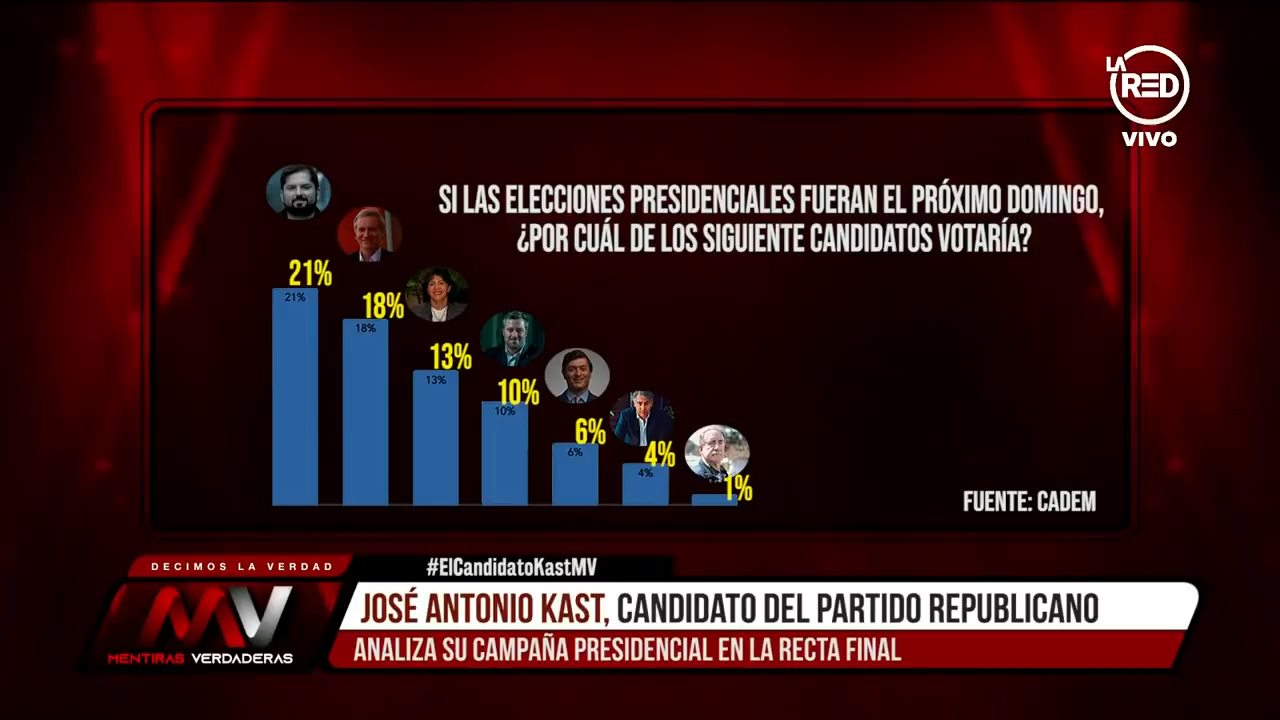 LA
RED
VIVO
SI LAS ELECCIONES PRESIDENCIALES FUERAN EL PRÓXIMO DOMINGO,
¿POR CUÁL DE LOS SIGUIENTE CANDIDATOS VOTARÍA?
21%
21%
18%
18%
13%
13%
10%
10%
6%
6%
4%
4%
1%
FUENTE: CADEM
DECIMOS LA VERDAD
#ElCandidatoKastMV
MV
MENTIRAS VERDADERAS
JOSÉ ANTONIO KAST, CANDIDATO DEL PARTIDO REPUBLICANO
ANALIZA SU CAMPAÑA PRESIDENCIAL EN LA RECTA FINAL